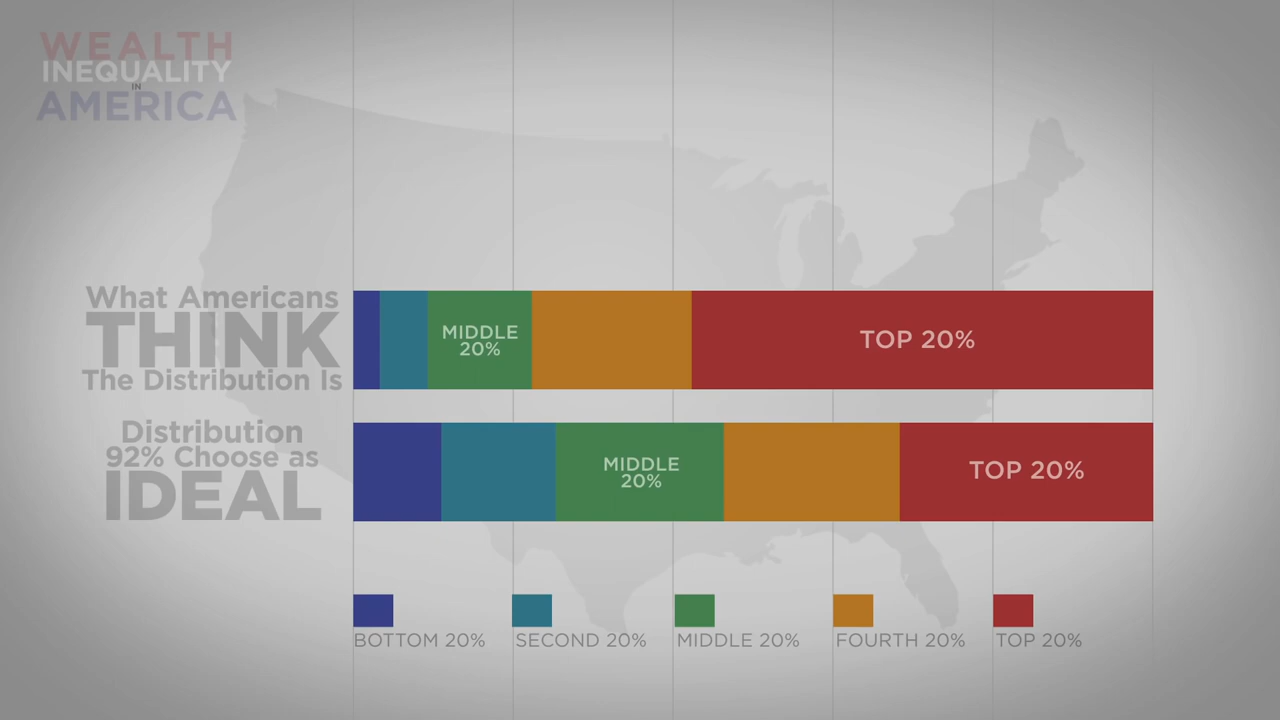 WEALTH
INEQUALITY
IN
AMERICA
What Americans
THINK
The Distribution Is
MIDDLE
20%
TOP 20%
Distribution
92% Choose as
IDEAL
MIDDLE
20%
TOP 20%
BOTTOM 20%
SECOND 20%
MIDDLE 20%
FOURTH 20%
TOP 20%